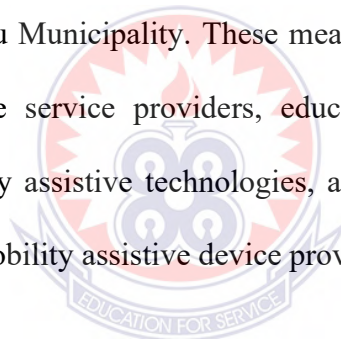 u Municipality. These mea
e service providers, educ
y assistive technologies, a
obility assistive device prov
EDUCATION FOR SERVICE